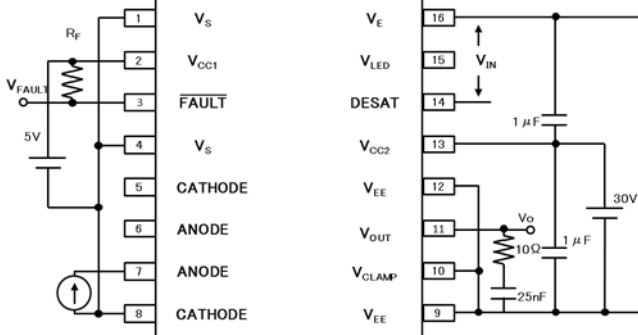 1 V_S V_E 16
R_F
2 V_CC1 V_LED 15 V_IN
V_FAULT
3 FAULT DESAT 14
1 μF
5V
4 V_S V_CC2 13
5 CATHODE V_EE 12
30V
6 ANODE V_OUT 11 Vo
10Ω 1 μF
7 ANODE V_CLAMP 10
25nF
8 CATHODE V_EE 9